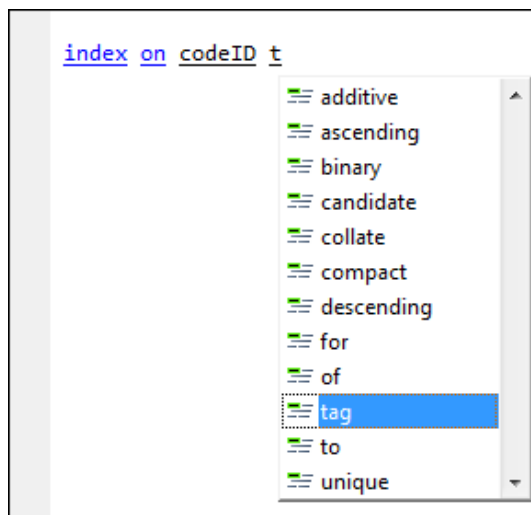 index on codeID t
additive
ascending
binary
candidate
collate
compact
descending
for
of
tag
to
unique